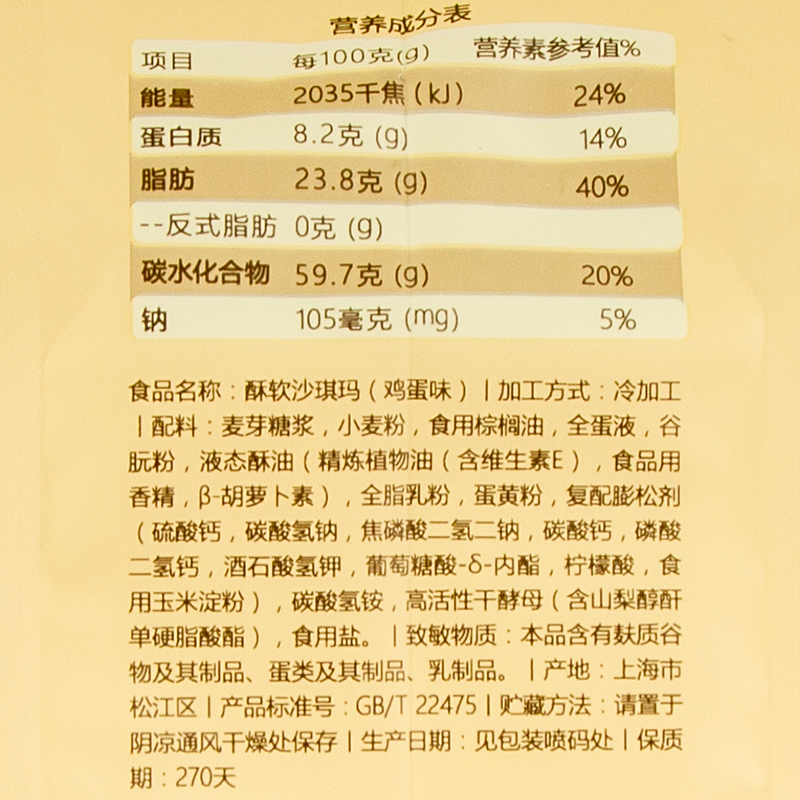 营养成分表
项目 每100克(g) 营养素参考值%
能量 2035千焦(kJ) 24%
蛋白质 8.2克 (g) 14%
脂肪 23.8克 (g) 40%
--反式脂肪 0克 (g)
碳水化合物 59.7克 (g) 20%
钠 105毫克 (mg) 5%
食品名称：酥软沙琪玛（鸡蛋味）丨加工方式：冷加工
丨配料：麦芽糖浆，小麦粉，食用棕榈油，全蛋液，谷
朊粉，液态酥油（精炼植物油（含维生素E），食品用
香精，β-胡萝卜素），全脂乳粉，蛋黄粉，复配膨松剂
（硫酸钙，碳酸氢钠，焦磷酸二氢二钠，碳酸钙，磷酸
二氢钙，酒石酸氢钾，葡萄糖酸-δ-内酯，柠檬酸，食
用玉米淀粉），碳酸氢铵，高活性干酵母（含山梨醇酐
单硬脂酸酯），食用盐。丨致敏物质：本品含有麸质谷
物及其制品、蛋类及其制品、乳制品。丨产地：上海市
松江区丨产品标准号：GB/T 22475丨贮藏方法：请置于
阴凉通风干燥处保存丨生产日期：见包装喷码处丨保质
期：270天